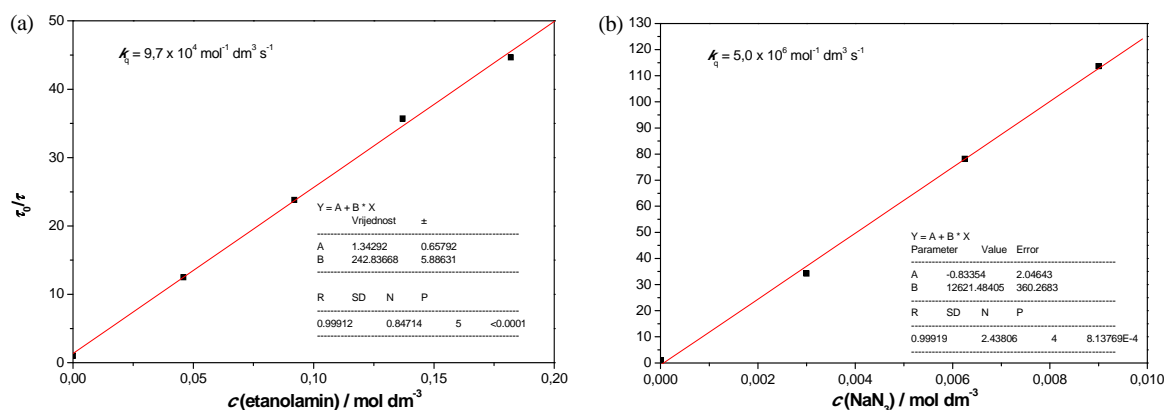 (a)
k_q = 9,7 x 10^4 mol^-1 dm^3 s^-1
50
40
30
20
10
0
τ_0/τ
Y = A + B * X
Vrijednost ±
A 1.34292 0.65792
B 242.83668 5.88631
R SD N P
0.99912 0.84714 5 <0.0001
0,00 0,05 0,10 0,15 0,20
c(etanolamin) / mol dm^-3
(b)
k_q = 5,0 x 10^6 mol^-1 dm^3 s^-1
130
120
110
100
90
80
70
60
50
40
30
20
10
0
Y = A + B * X
Parameter Value Error
A -0.83354 2.04643
B 12621.48405 360.2683
R SD N P
0.99919 2.43806 4 8.13769E-4
0,000 0,002 0,004 0,006 0,008 0,010
c(NaN_3) / mol dm^-3